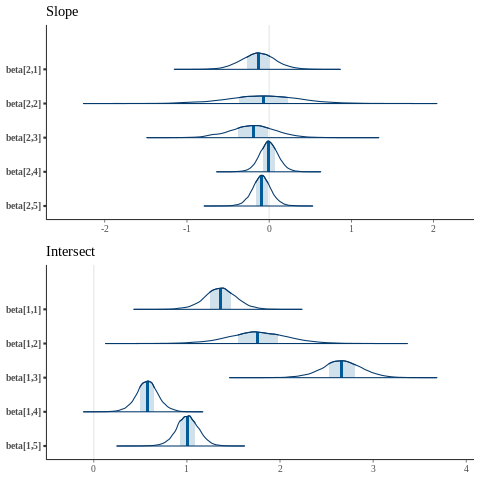 Slope
beta[2,1]
beta[2,2]
beta[2,3]
beta[2,4]
beta[2,5]
-2 -1 0 1 2
Intersect
beta[1,1]
beta[1,2]
beta[1,3]
beta[1,4]
beta[1,5]
0 1 2 3 4